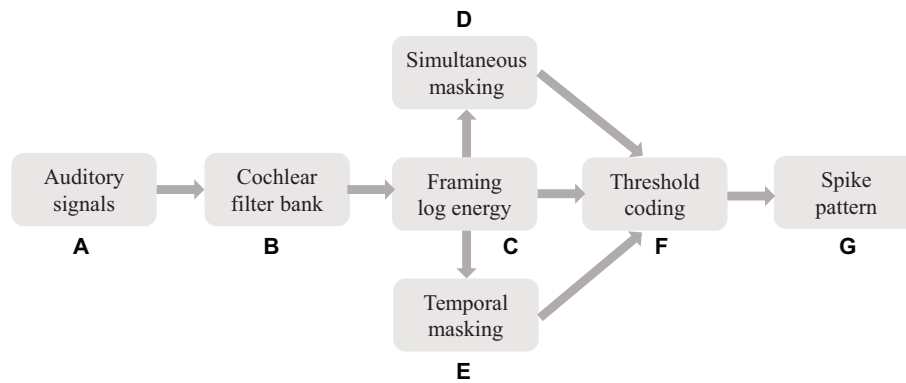 D
Simultaneous
masking
Auditory
signals
A
Cochlear
filter bank
B
Framing
log energy
C
Threshold
coding
F
Spike
pattern
G
Temporal
masking
E